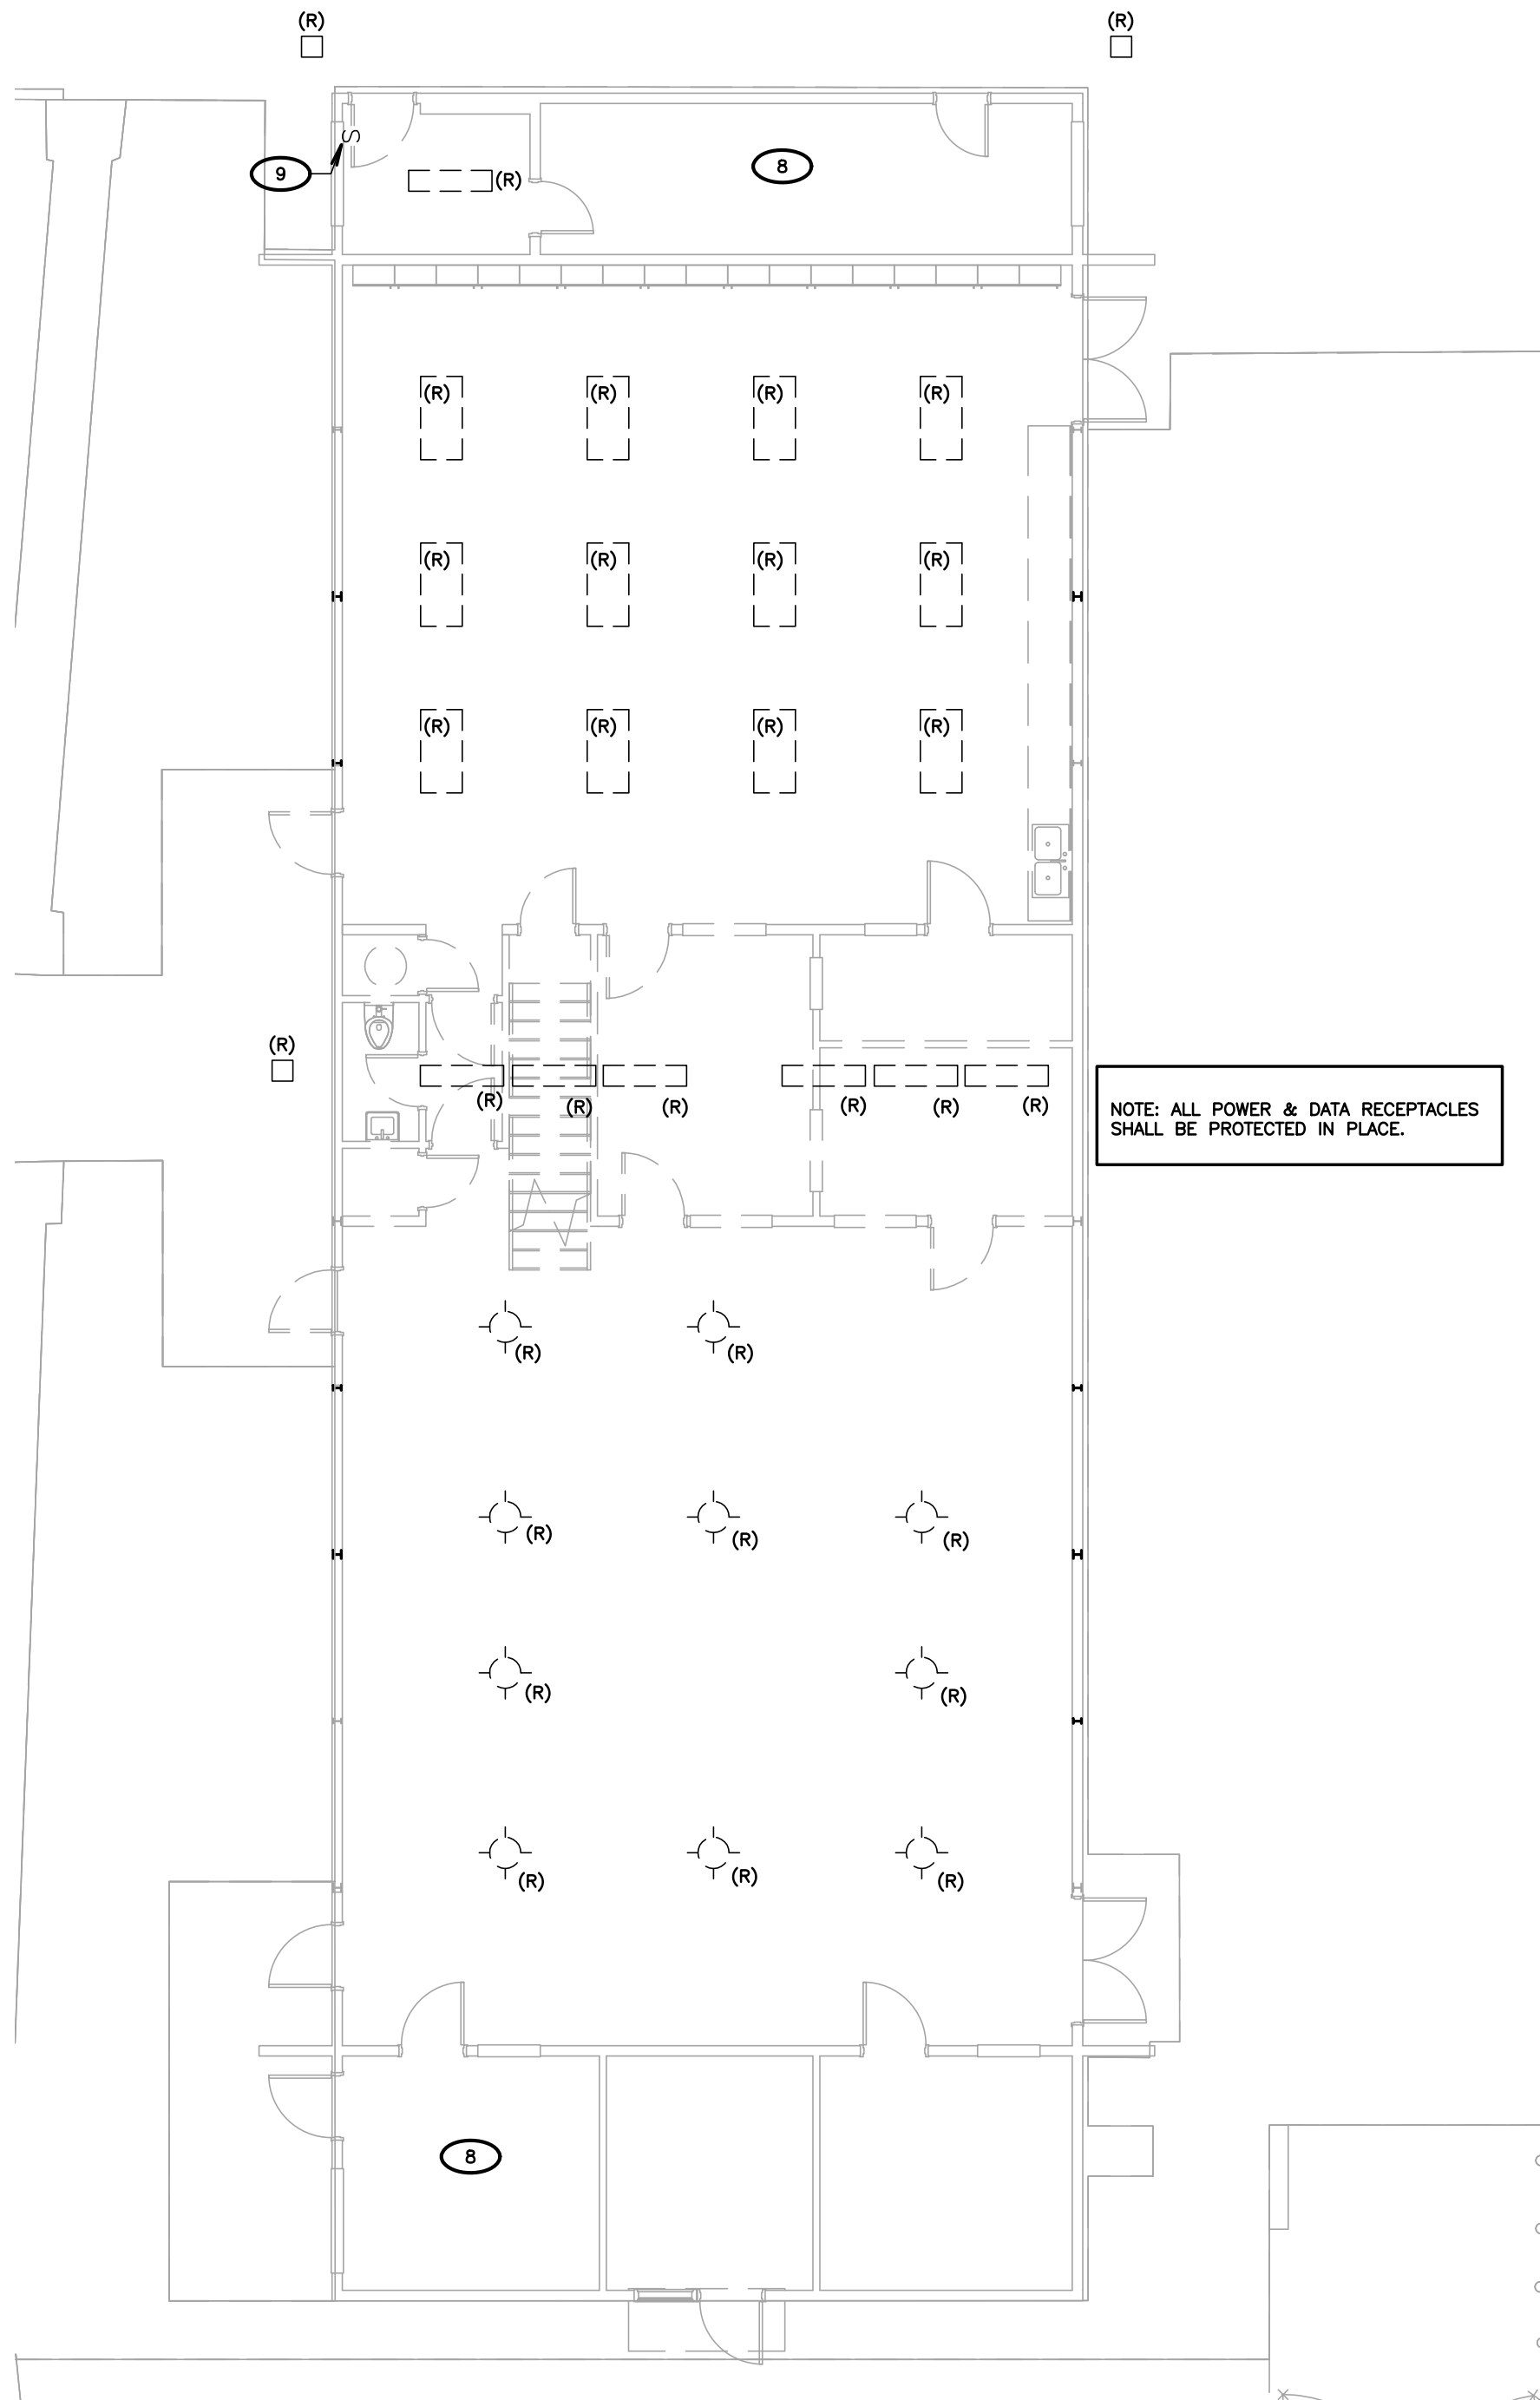 (R) (R)
S
9 8
(R)
(R) (R) (R) (R)
(R) (R) (R) (R)
(R) (R) (R) (R)
(R)
(R) (R) (R) (R) (R) (R)
NOTE: ALL POWER & DATA RECEPTACLES
SHALL BE PROTECTED IN PLACE.
(R) (R)
(R) (R) (R)
(R) (R)
(R) (R) (R)
8